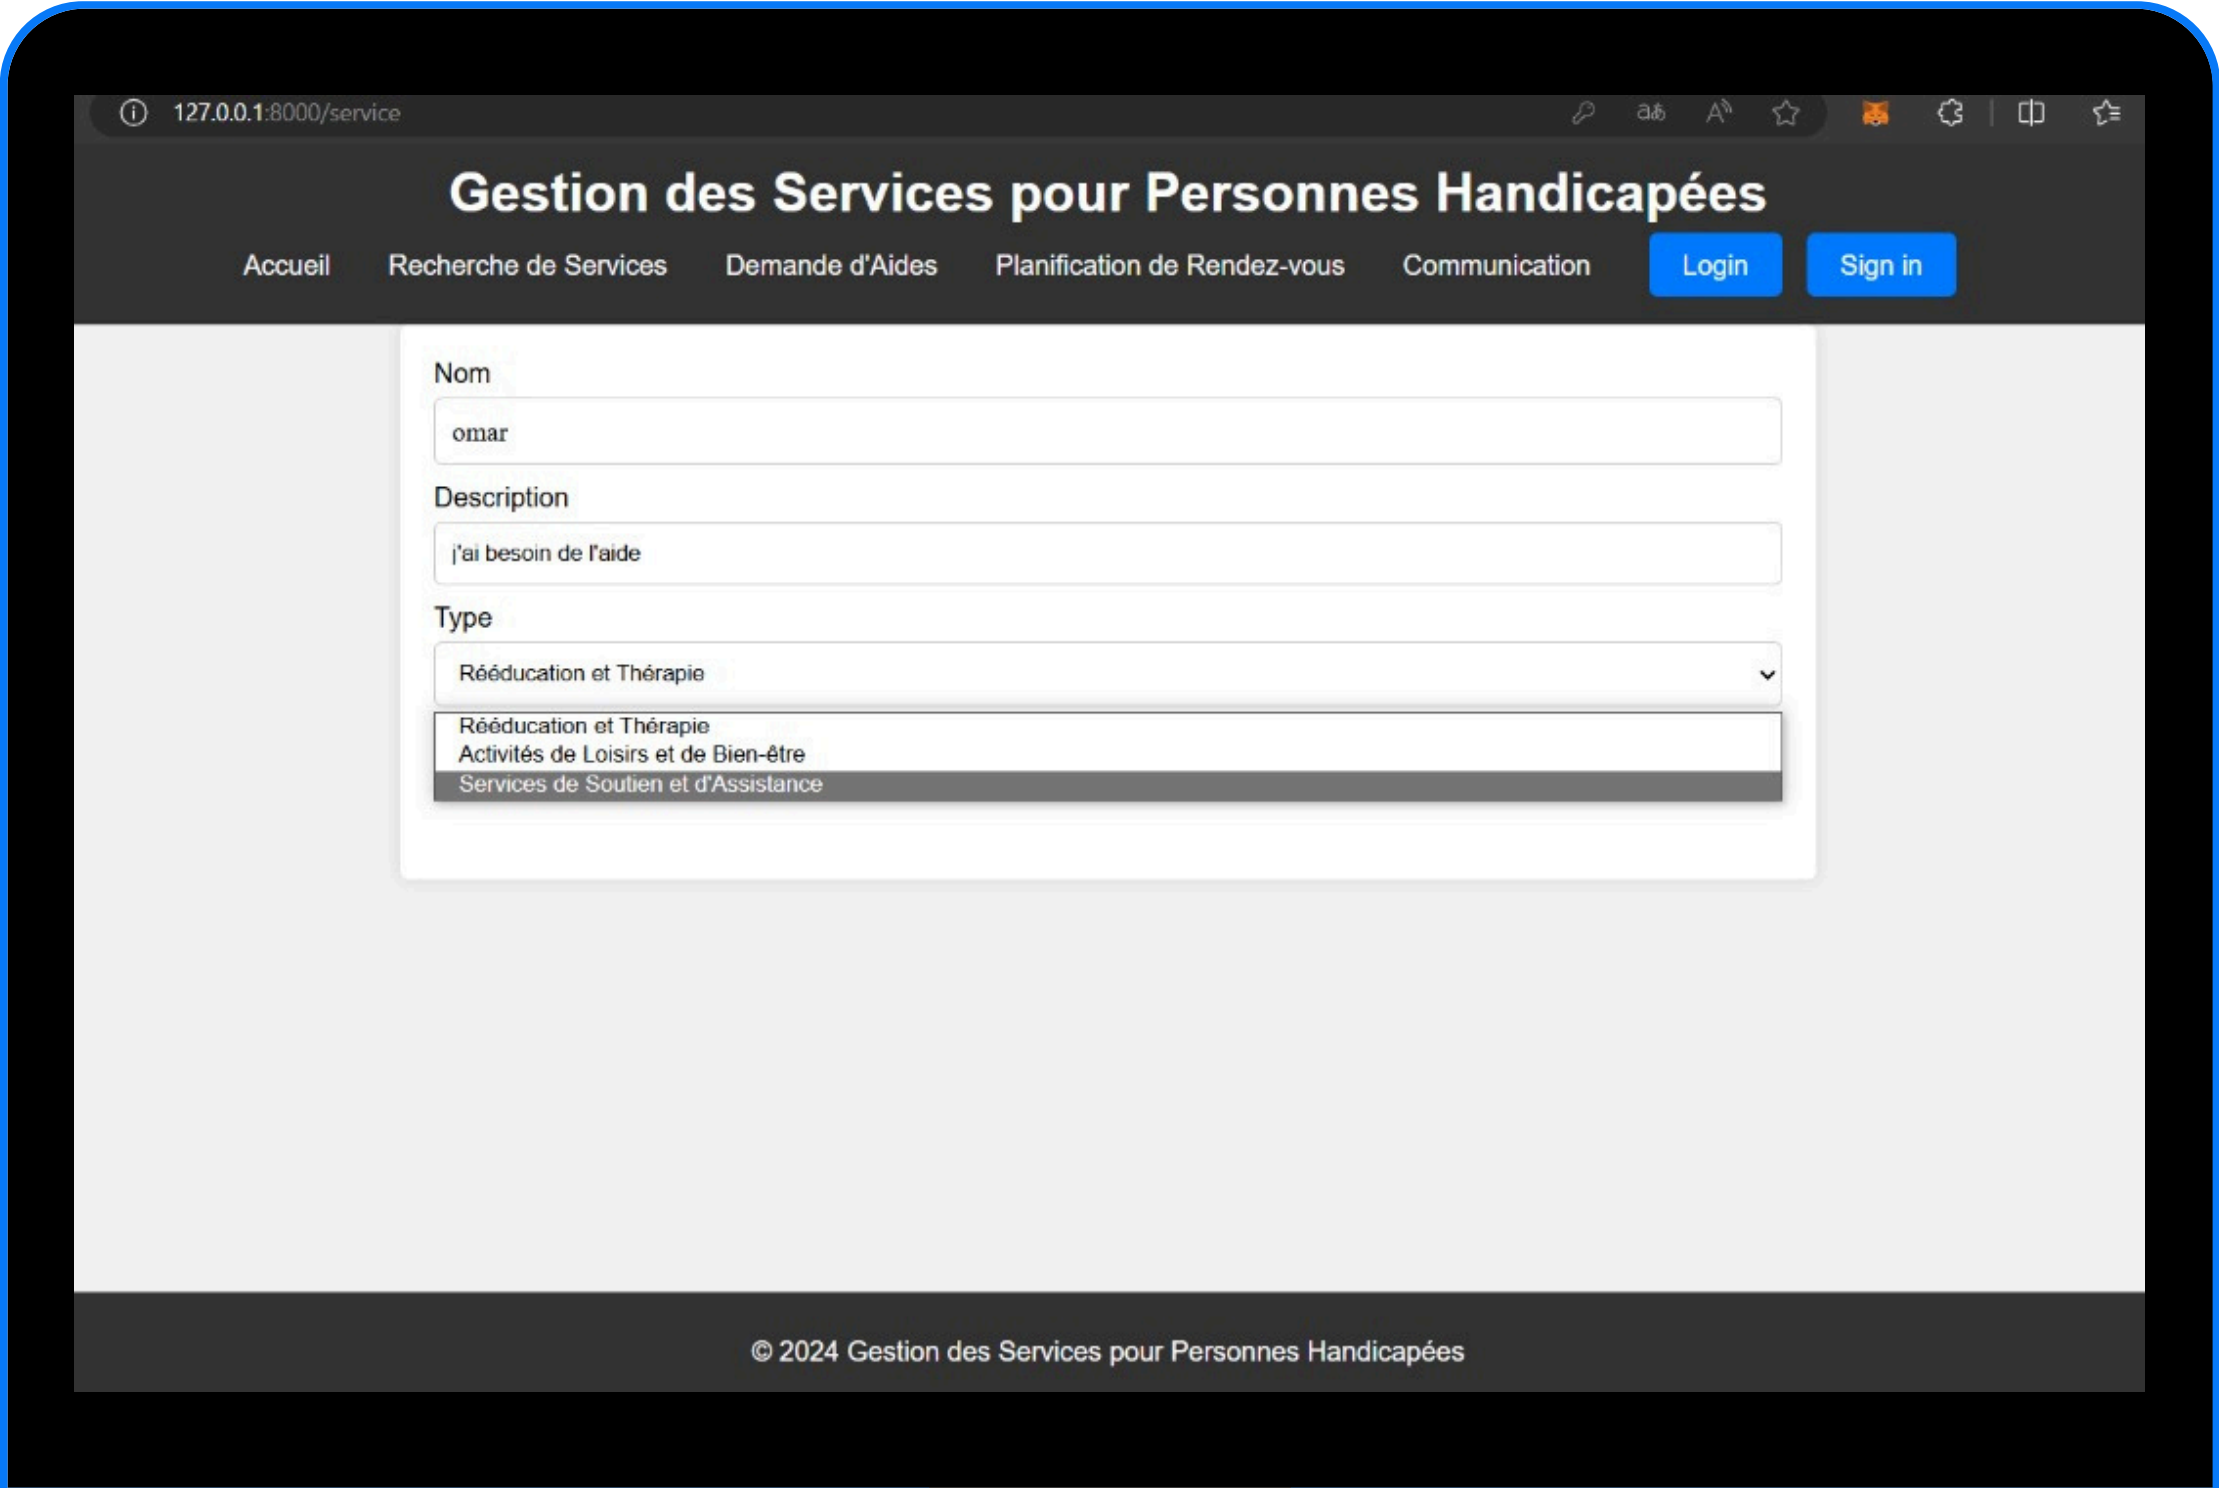 127.0.0.1:8000/service
Gestion des Services pour Personnes Handicapées
Accueil Recherche de Services Demande d'Aides Planification de Rendez-vous Communication Login Sign in
Nom
omar
Description
j'ai besoin de l'aide
Type
Rééducation et Thérapie
Rééducation et Thérapie
Activités de Loisirs et de Bien-être
Services de Soutien et d'Assistance
© 2024 Gestion des Services pour Personnes Handicapées